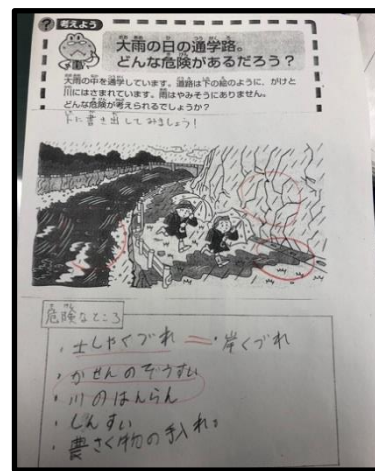 ? 考えよう
大雨の日の通学路。
どんな危険があるだろう?
大雨の中を通学しています。道路は下の絵のように、がけと
川にはさまれています。雨はやみそうにありません。
どんな危険が考えられるでしょうか?
下に書き出してみましょう!
危険なところ
・土しゃくづれ = ・岸くづれ
・かせんのぞうすい
・川のはんらん
・しんすい
・農さく物の手入れ。